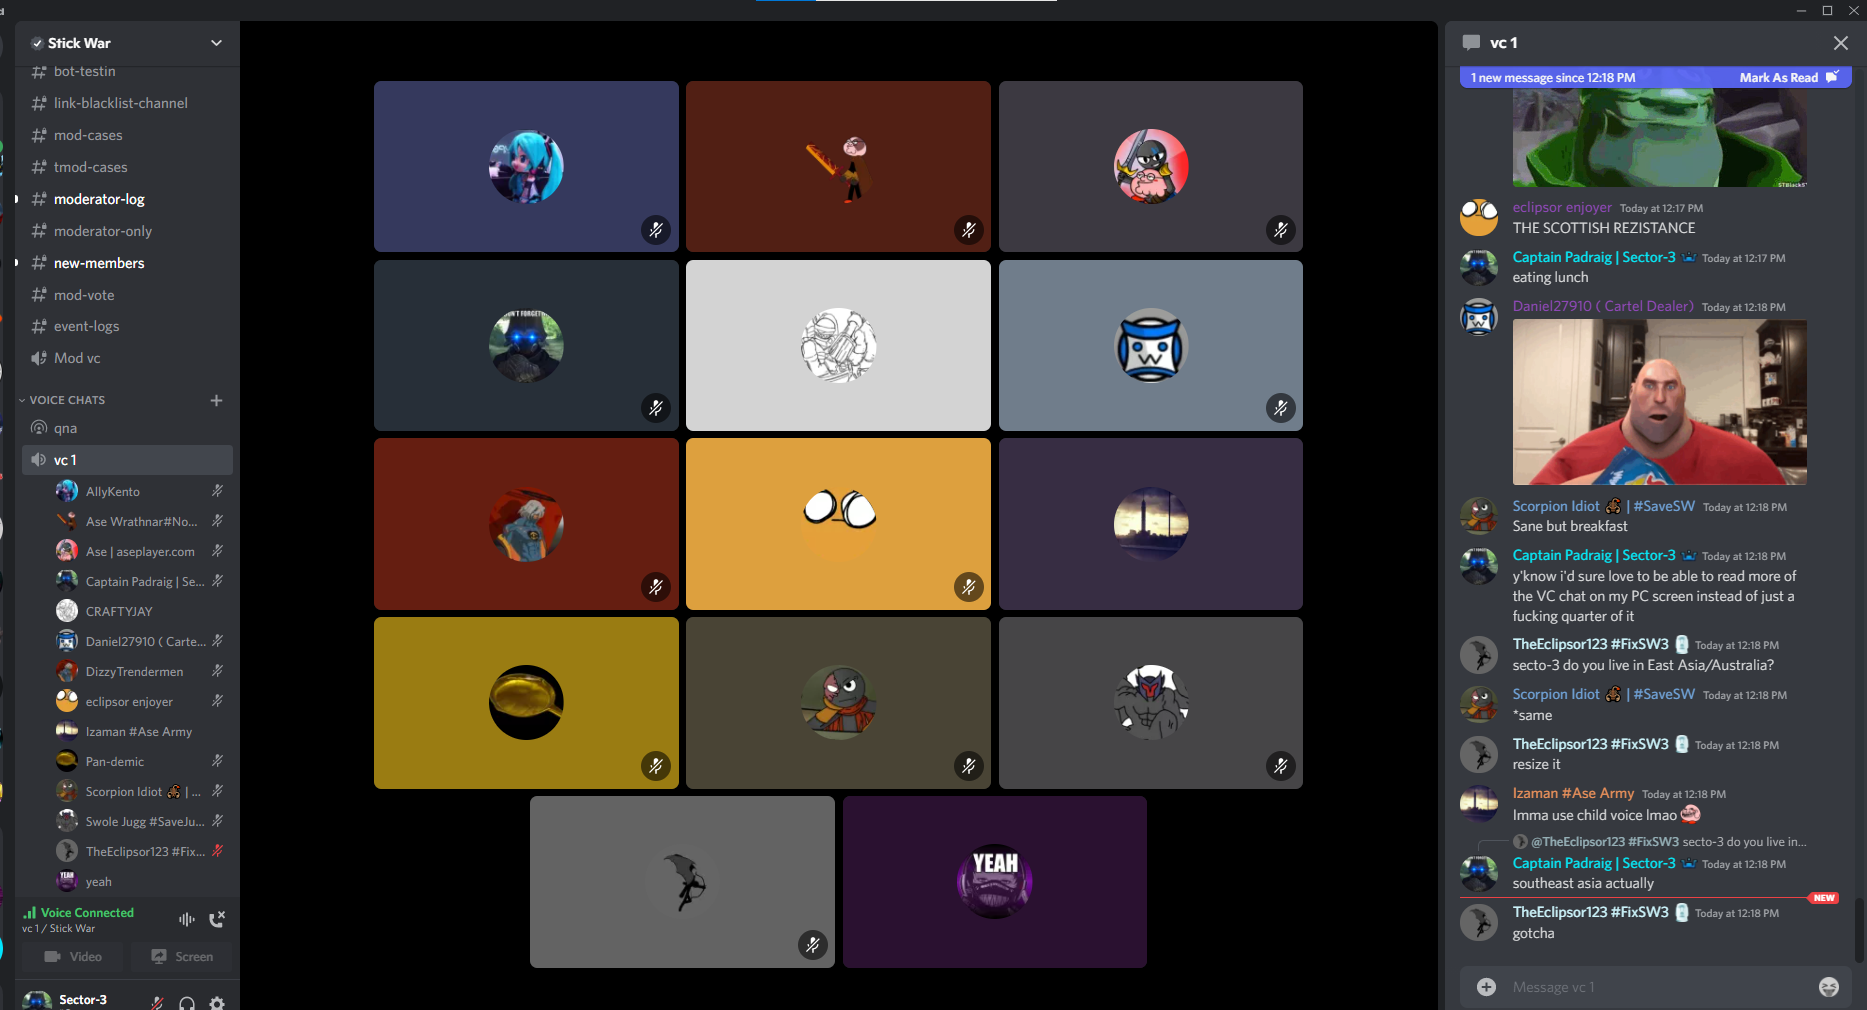 Stick War
bot-testin
link-blacklist-channel
mod-cases
tmod-cases
moderator-log
moderator-only
new-members
mod-vote
event-logs
Mod vc
VOICE CHATS
qna
vc 1
AllyKento
Ase Wrathnar#No...
Ase | aseplayer.com
Captain Padraig | Se...
CRAFTYJAY
Daniel27910 ( Carte...
DizzyTrendermen
eclipsor enjoyer
Izaman #Ase Army
Pan-demic
Scorpion Idiot | ...
Swole Jugg #SaveJu...
TheEclipsor123 #Fix...
yeah
Voice Connected
vc 1 / Stick War
Video
Screen
Sector-3
YEAH
vc 1
1 new message since 12:18 PM
Mark As Read
eclipsor enjoyer Today at 12:17 PM
THE SCOTTISH REZISTANCE
Captain Padraig | Sector-3 Today at 12:17 PM
eating lunch
Daniel27910 ( Cartel Dealer) Today at 12:18 PM
Scorpion Idiot | #SaveSW Today at 12:18 PM
Sane but breakfast
Captain Padraig | Sector-3 Today at 12:18 PM
y'know i'd sure love to be able to read more of
the VC chat on my PC screen instead of just a
fucking quarter of it
TheEclipsor123 #FixSW3 Today at 12:18 PM
secto-3 do you live in East Asia/Australia?
Scorpion Idiot | #SaveSW Today at 12:18 PM
*same
TheEclipsor123 #FixSW3 Today at 12:18 PM
resize it
Izaman #Ase Army Today at 12:18 PM
Imma use child voice lmao
@TheEclipsor123 #FixSW3 secto-3 do you live in...
Captain Padraig | Sector-3 Today at 12:18 PM
southeast asia actually
NEW
TheEclipsor123 #FixSW3 Today at 12:18 PM
gotcha
Message vc 1